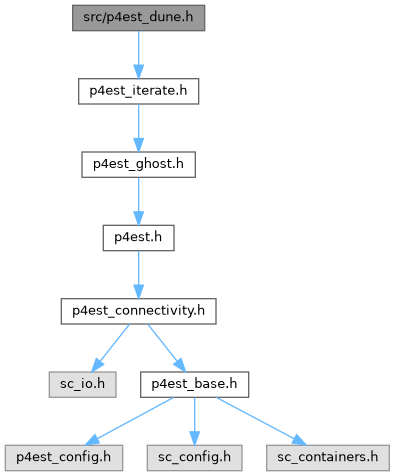 src/p4est_dune.h
p4est_iterate.h
p4est_ghost.h
p4est.h
p4est_connectivity.h
sc_io.h
p4est_base.h
p4est_config.h
sc_config.h
sc_containers.h